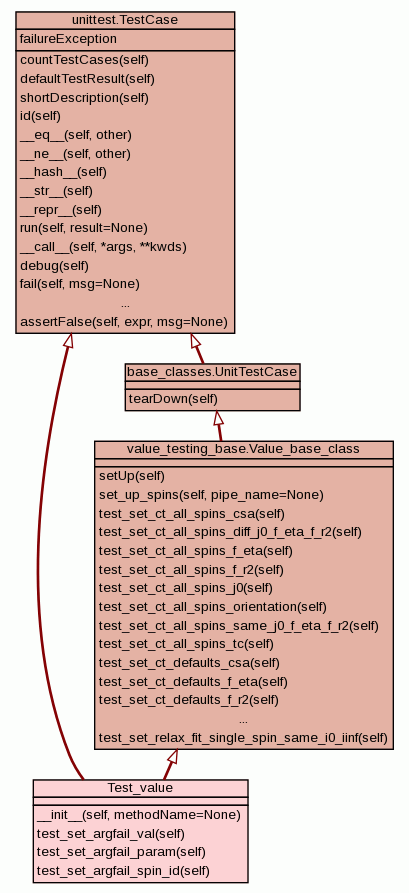 unittest.TestCase
failureException
countTestCases(self)
defaultTestResult(self)
shortDescription(self)
id(self)
__eq__(self, other)
__ne__(self, other)
__hash__(self)
__str__(self)
__repr__(self)
run(self, result=None)
__call__(self, *args, **kwds)
debug(self)
fail(self, msg=None)
...
assertFalse(self, expr, msg=None)
base_classes.UnitTestCase
tearDown(self)
value_testing_base.Value_base_class
setUp(self)
set_up_spins(self, pipe_name=None)
test_set_ct_all_spins_csa(self)
test_set_ct_all_spins_diff_j0_f_eta_f_r2(self)
test_set_ct_all_spins_f_eta(self)
test_set_ct_all_spins_f_r2(self)
test_set_ct_all_spins_j0(self)
test_set_ct_all_spins_orientation(self)
test_set_ct_all_spins_same_j0_f_eta_f_r2(self)
test_set_ct_all_spins_tc(self)
test_set_ct_defaults_csa(self)
test_set_ct_defaults_f_eta(self)
test_set_ct_defaults_f_r2(self)
...
test_set_relax_fit_single_spin_same_i0_iinf(self)
Test_value
__init__(self, methodName=None)
test_set_argfail_val(self)
test_set_argfail_param(self)
test_set_argfail_spin_id(self)